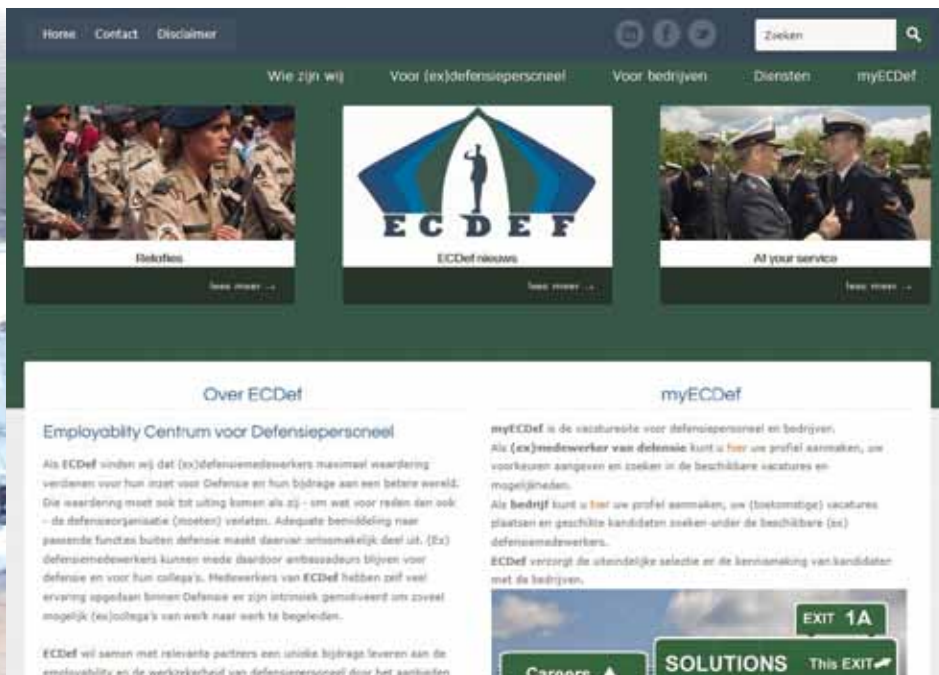 Home Contact Disclaimer
Zoeken
Wie zijn wij Voor (ex)defensiepersoneel Voor bedrijven Diensten myECDef
ECDEF
Relaties
ECDef nieuws
At your service
lees meer →
lees meer →
lees meer →
Over ECDef
Employablity Centrum voor Defensiepersoneel
Als ECDef vinden wij dat (ex)defensiemedewerkers maximaal waardering
verdienen voor hun inzet voor Defensie en hun bijdrage aan een betere wereld.
Die waardering moet ook tot uiting komen als zij - om wat voor reden dan ook
- de defensieorganisatie (moeten) verlaten. Adequate bemiddeling naar
passende functies buiten defensie maakt daarvan ontosmakelijk deel uit. (Ex)
defensiemedewerkers kunnen mede daardoor ambassadeurs blijven voor
defensie en voor hun collega's. Medewerkers van ECDef hebben zelf veel
ervaring opgedaan binnen Defensie en zijn intrinsiek gemotiveerd om zoveel
mogelijk (ex)collega's van werk naar werk te begeleiden.
ECDef wil samen met relevante partners een unieke bijdrage leveren aan de
employability en de werkzekerheid van defensiepersoneel door het aanbieden
myECDef
myECDef is de vacaturesite voor defensiepersoneel en bedrijven.
Als (ex)medewerker van defensie kunt u hier uw profiel aanmaken, uw
voorkeuren aangeven en zoeken in de beschikbare vacatures en
mogelijkheden.
Als bedrijf kunt u hier uw profiel aanmaken, uw (toekomstige) vacatures
plaatsen en geschikte kandidaten zoeken onder de beschikbare (ex)
defensiemedewerkers.
ECDef verzorgt de uiteindelijke selectie en de kennismaking van kandidaten
met de bedrijven.
EXIT 1A
Careers
SOLUTIONS This EXIT